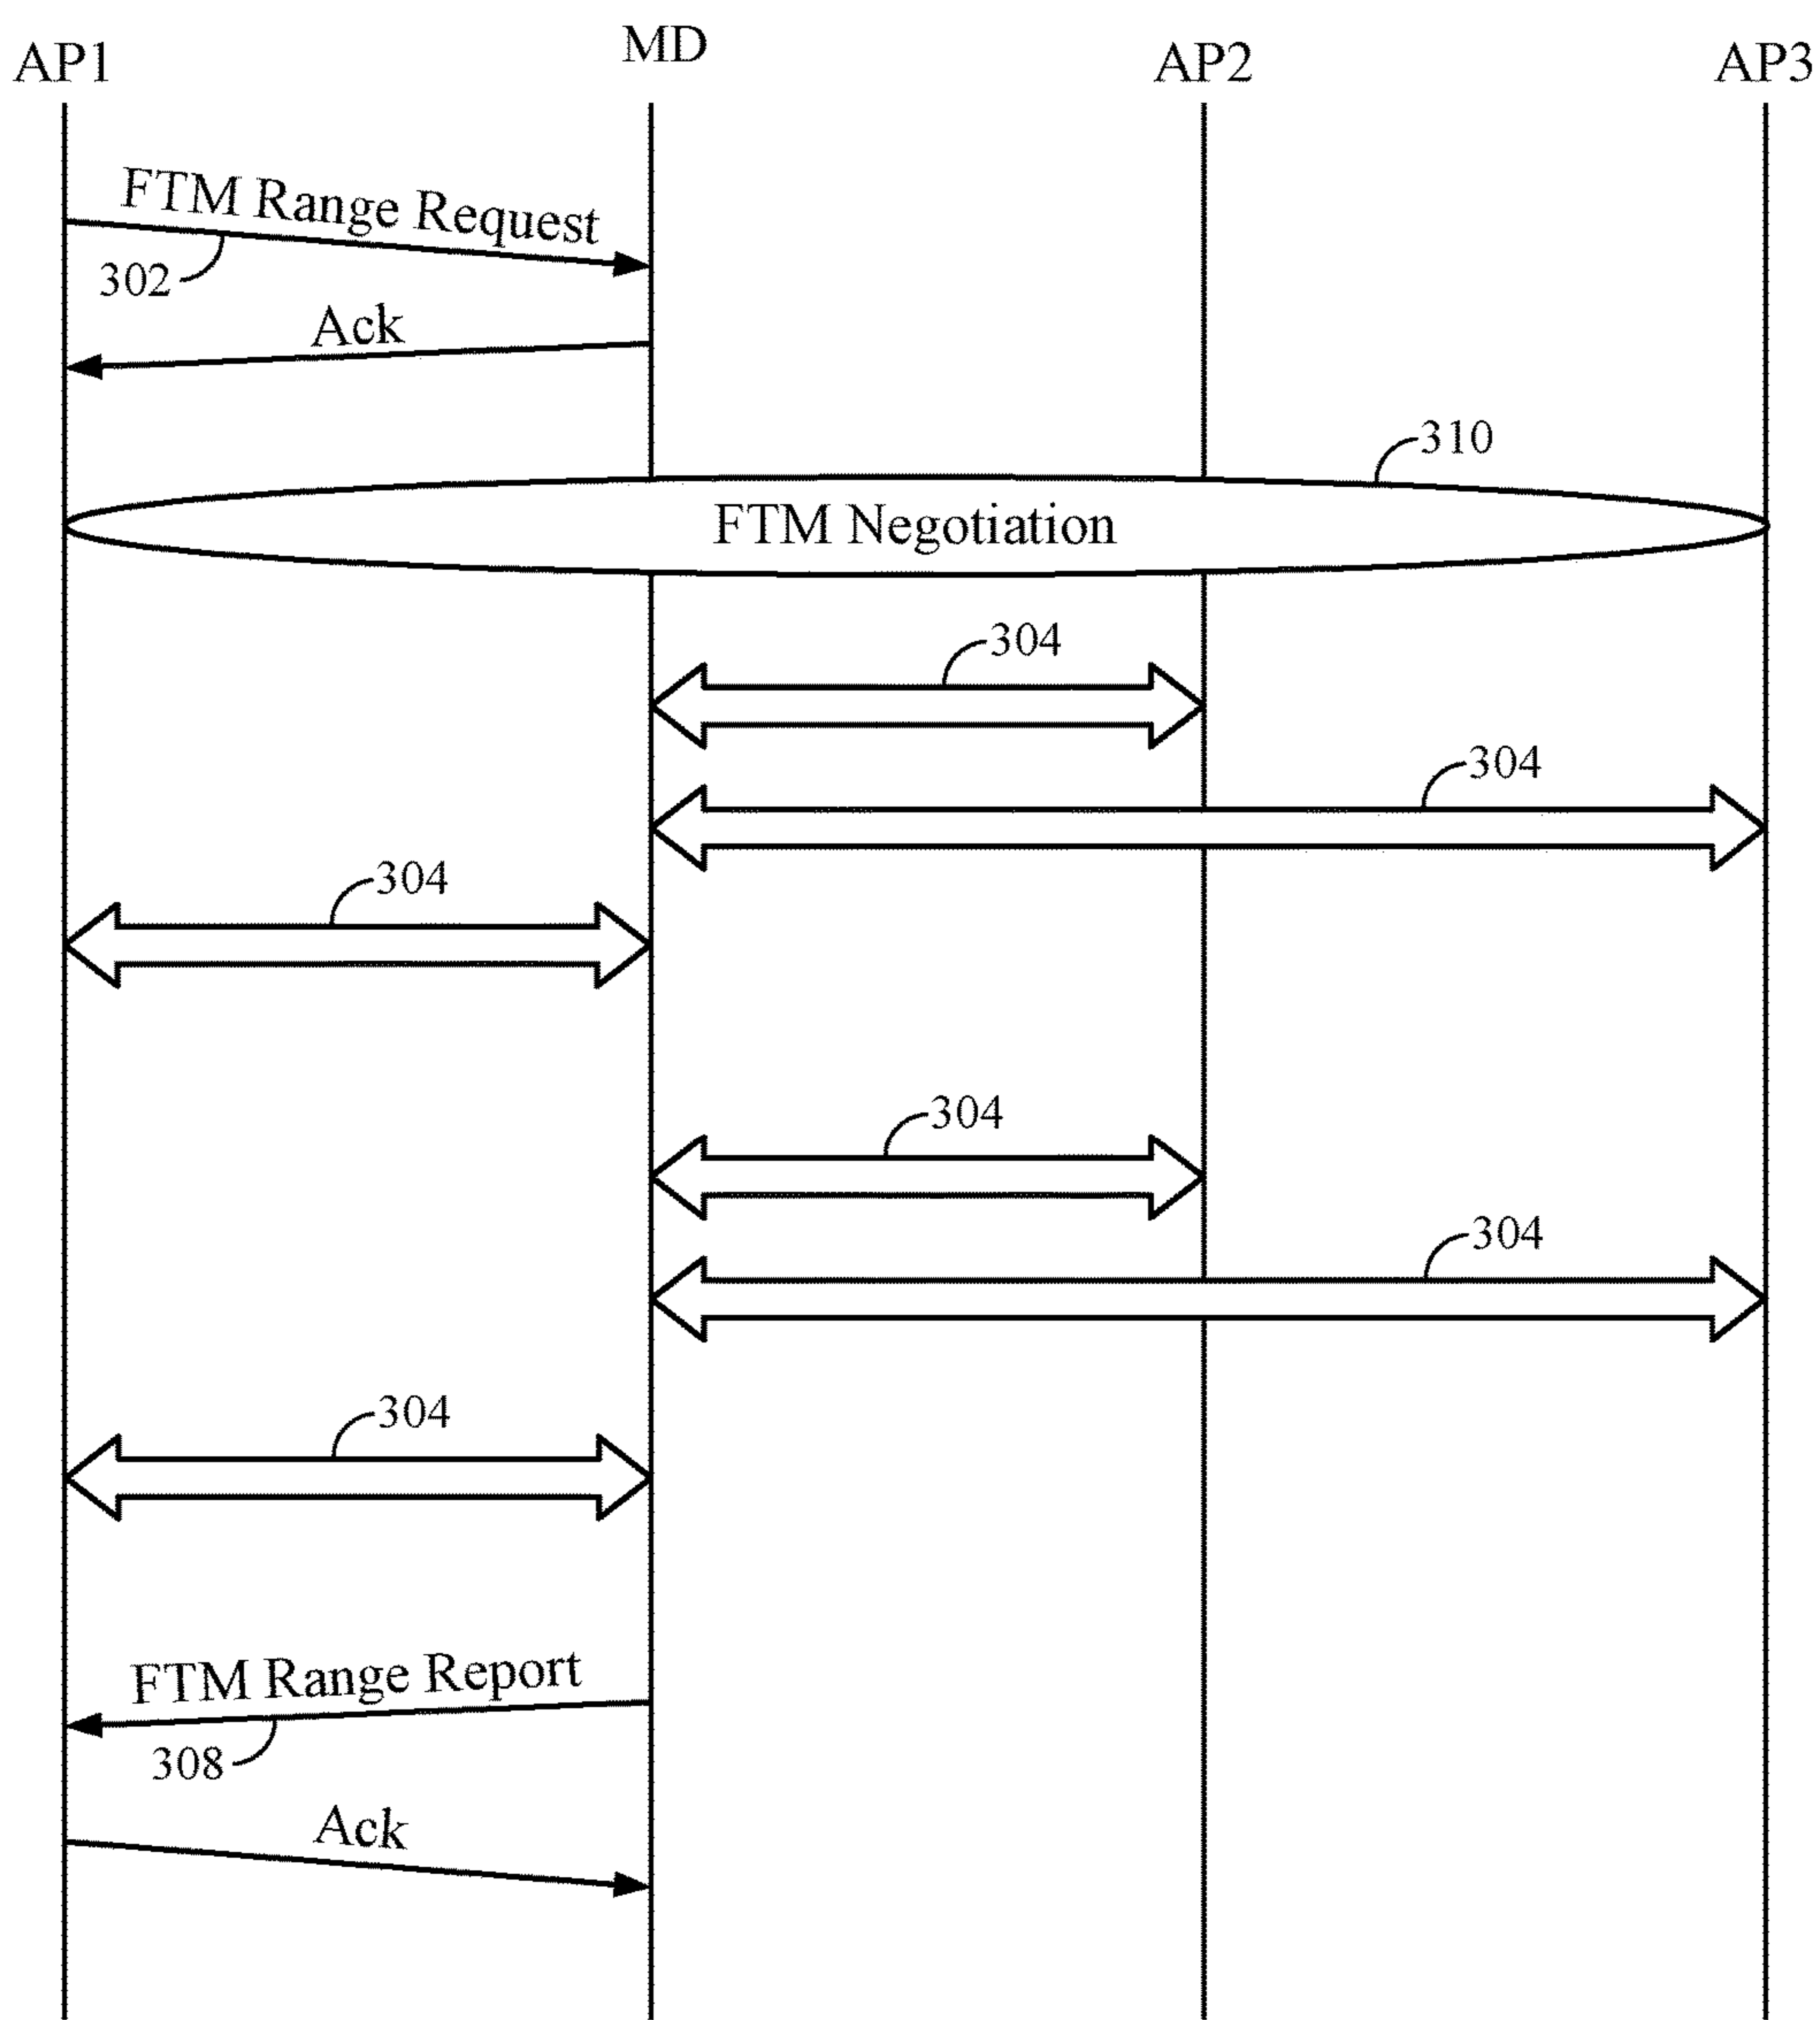 AP1
MD
AP2
AP3
FTM Range Request
302
Ack
310
FTM Negotiation
304
304
304
304
304
304
FTM Range Report
308
Ack